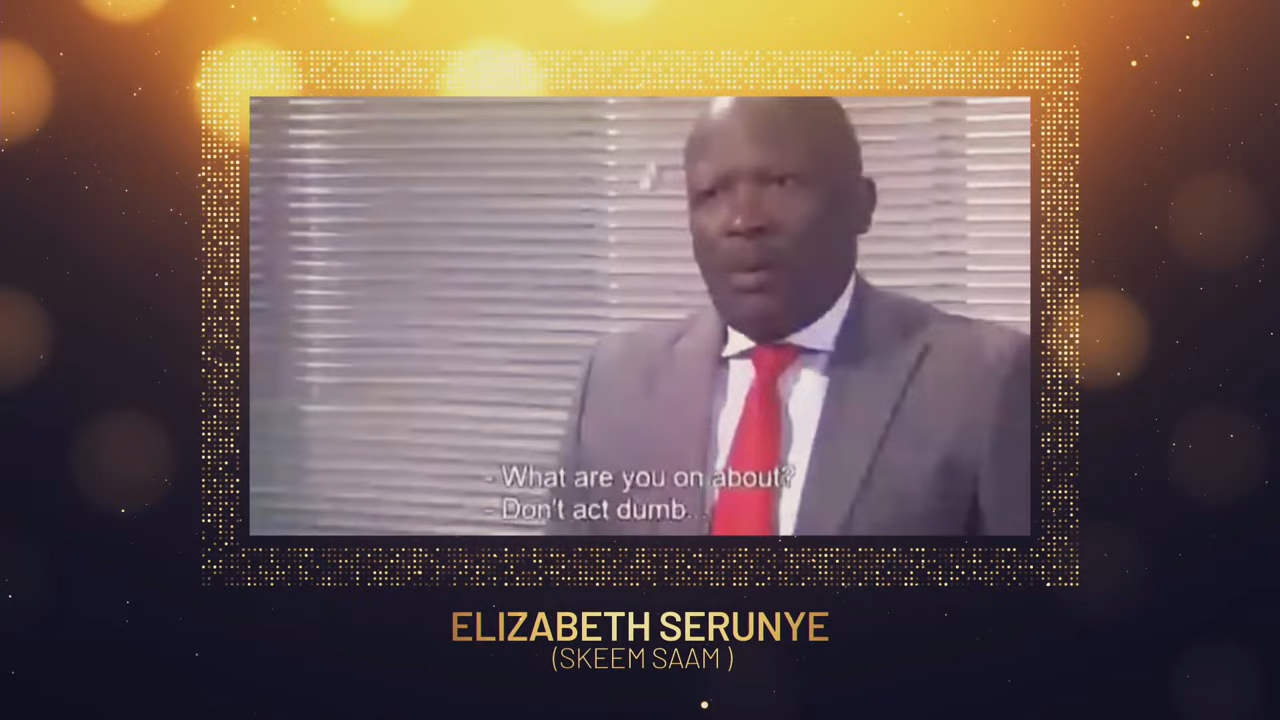 - What are you on about?
- Don't act dumb...
ELIZABETH SERUNYE
(SKEEM SAAM )